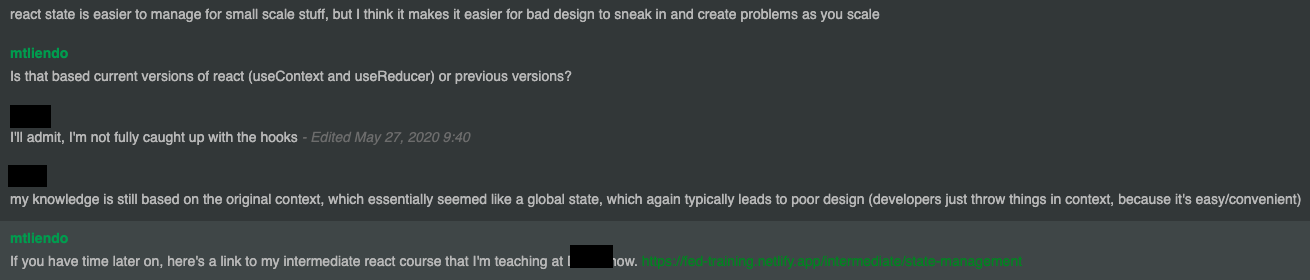 react state is easier to manage for small scale stuff, but I think it makes it easier for bad design to sneak in and create problems as you scale
mtliendo
Is that based current versions of react (useContext and useReducer) or previous versions?
I'll admit, I'm not fully caught up with the hooks - Edited May 27, 2020 9:40
my knowledge is still based on the original context, which essentially seemed like a global state, which again typically leads to poor design (developers just throw things in context, because it's easy/convenient)
mtliendo
If you have time later on, here's a link to my intermediate react course that I'm teaching at now. https://fed-training.netlify.app/intermediate/state-management